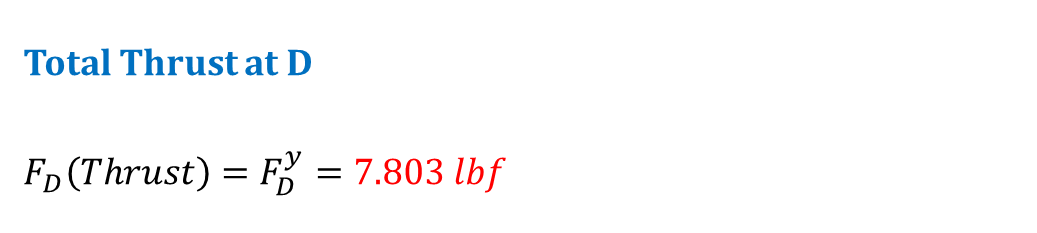 Total Thrust at D
F_D(Thrust) = F_D^y = 7.803 lbf